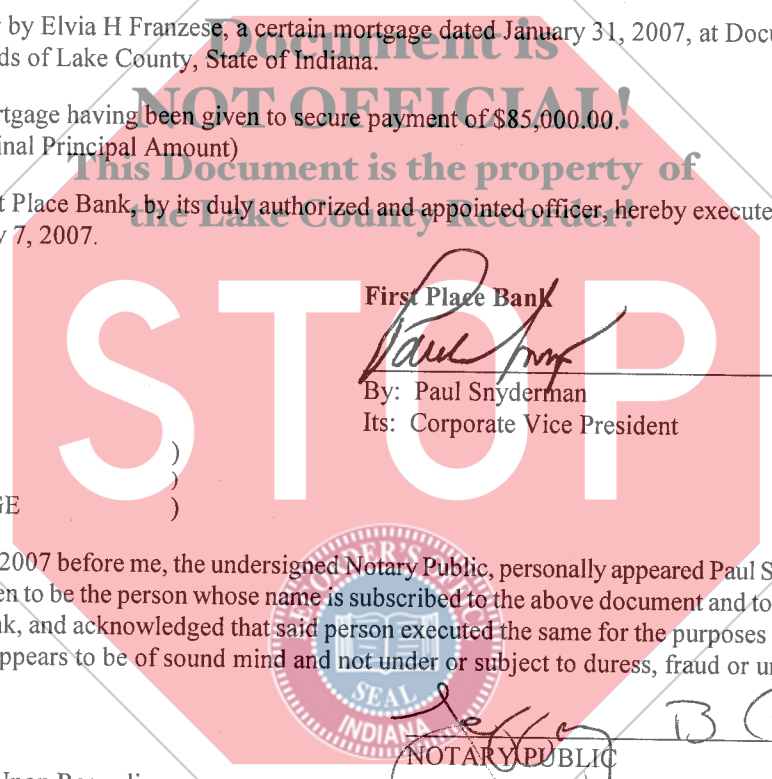 by Elvia H Franzese, a certain mortgage dated January 31, 2007, at Docu
ds of Lake County, State of Indiana.
Document is
NOT OFFICIAL!
rtgage having been given to secure payment of $85,000.00.
inal Principal Amount)
This Document is the property of
the Lake County Recorder!
t Place Bank, by its duly authorized and appointed officer, hereby execute
y 7, 2007.
STOP
First Place Bank
Paul
By: Paul Snyderman
Its: Corporate Vice President
)
)
GE )
2007 before me, the undersigned Notary Public, personally appeared Paul S
en to be the person whose name is subscribed to the above document and to
nk, and acknowledged that said person executed the same for the purposes
appears to be of sound mind and not under or subject to duress, fraud or un
SEAL
INDIANA
B
NOTARY PUBLIC